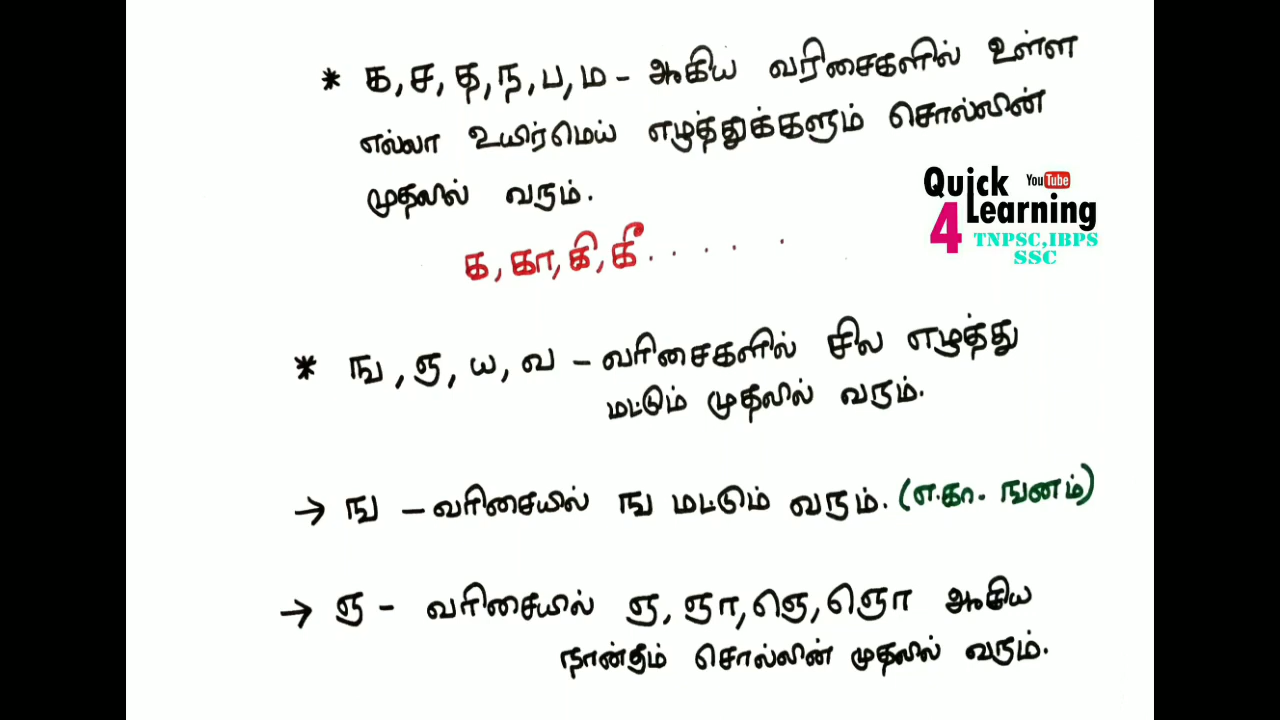 * க, ச, த, ந, ப, ம - ஆகிய வரிசைகளில் உள்ள
எல்லா உயிர்மெய் எழுத்துக்களும் சொல்லின்
முதலில் வரும்.
க, கா, கி, கீ . . . . . .
Quick YouTube
4 Learning
TNPSC,IBPS
SSC
* ங, ஞ, ய, வ - வரிசைகளில் சில எழுத்து
மட்டும் முதலில் வரும்.
→ ங - வரிசையில் ங மட்டும் வரும். (எ.கா. ஙனம்)
→ ஞ - வரிசையில் ஞ, ஞா, ஞெ, ஞொ ஆகிய
நான்கும் சொல்லின் முதலில் வரும்.